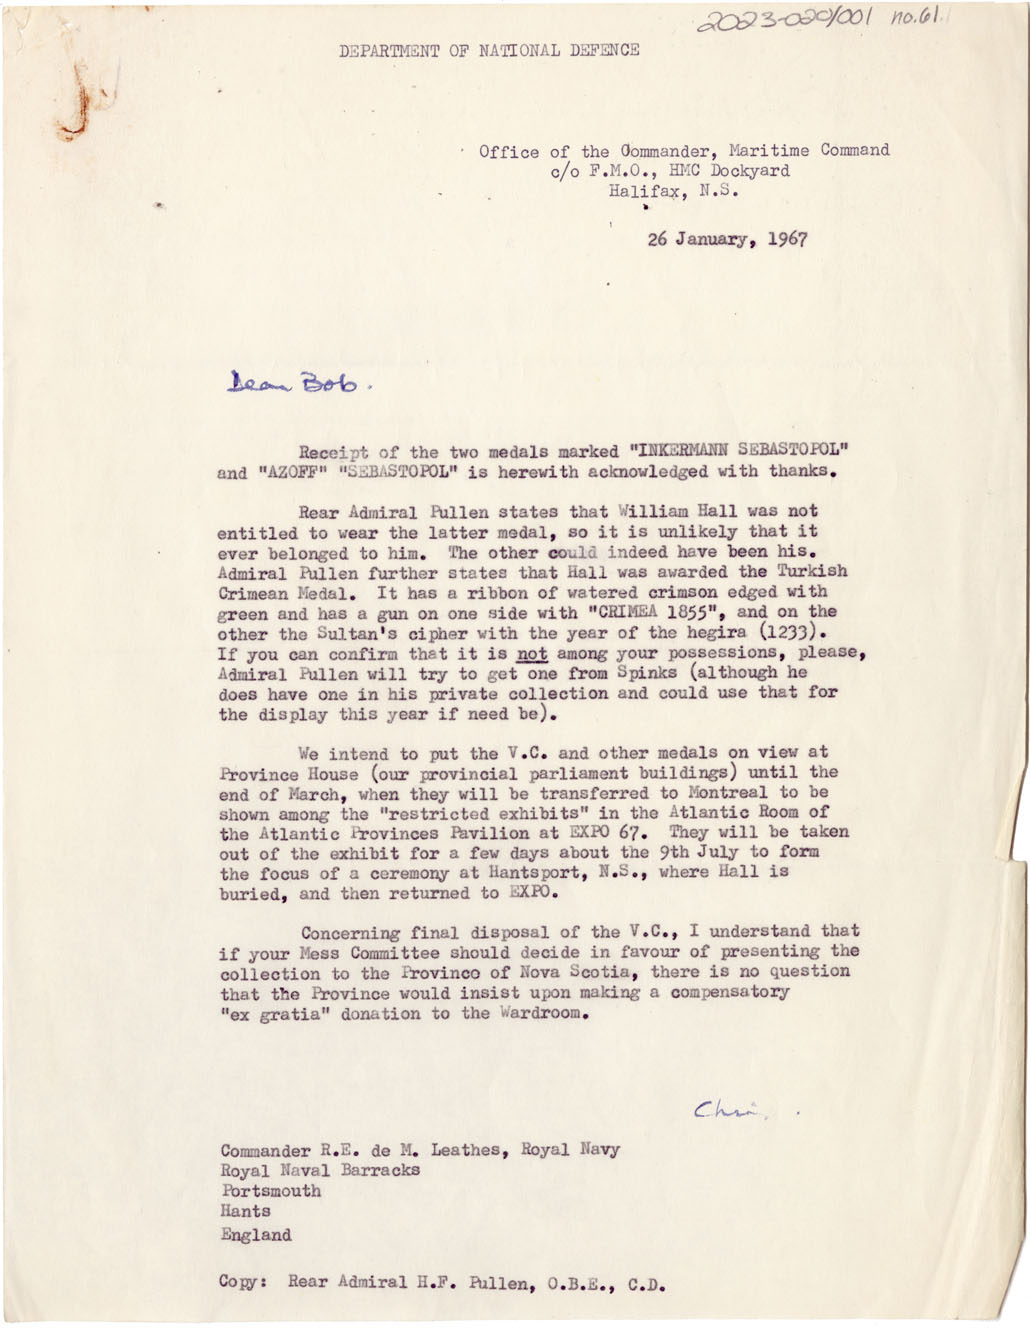 2023-020/001 no.61.
DEPARTMENT OF NATIONAL DEFENCE
Office of the Commander, Maritime Command
c/o F.M.O., HMC Dockyard
Halifax, N.S.
26 January, 1967
Dear Bob.
Receipt of the two medals marked "INKERMANN SEBASTOPOL"
and "AZOFF" "SEBASTOPOL" is herewith acknowledged with thanks.
Rear Admiral Pullen states that William Hall was not
entitled to wear the latter medal, so it is unlikely that it
ever belonged to him. The other could indeed have been his.
Admiral Pullen further states that Hall was awarded the Turkish
Crimean Medal. It has a ribbon of watered crimson edged with
green and has a gun on one side with "CRIMEA 1855", and on the
other the Sultan's cipher with the year of the hegira (1233).
If you can confirm that it is not among your possessions, please,
Admiral Pullen will try to get one from Spinks (although he
does have one in his private collection and could use that for
the display this year if need be).
We intend to put the V.C. and other medals on view at
Province House (our provincial parliament buildings) until the
end of March, when they will be transferred to Montreal to be
shown among the "restricted exhibits" in the Atlantic Room of
the Atlantic Provinces Pavilion at EXPO 67. They will be taken
out of the exhibit for a few days about the 9th July to form
the focus of a ceremony at Hantsport, N.S., where Hall is
buried, and then returned to EXPO.
Concerning final disposal of the V.C., I understand that
if your Mess Committee should decide in favour of presenting the
collection to the Province of Nova Scotia, there is no question
that the Province would insist upon making a compensatory
"ex gratia" donation to the Wardroom.
Chris.
Commander R.E. de M. Leathes, Royal Navy
Royal Naval Barracks
Portsmouth
Hants
England
Copy: Rear Admiral H.F. Pullen, O.B.E., C.D.